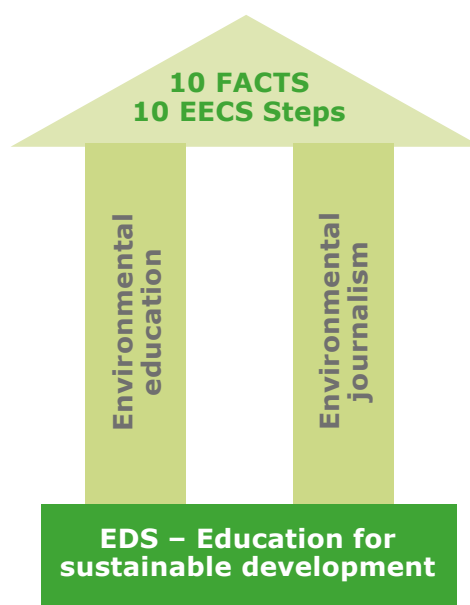 10 FACTS
10 EECS Steps
Environmental
education
Environmental
journalism
EDS – Education for
sustainable development